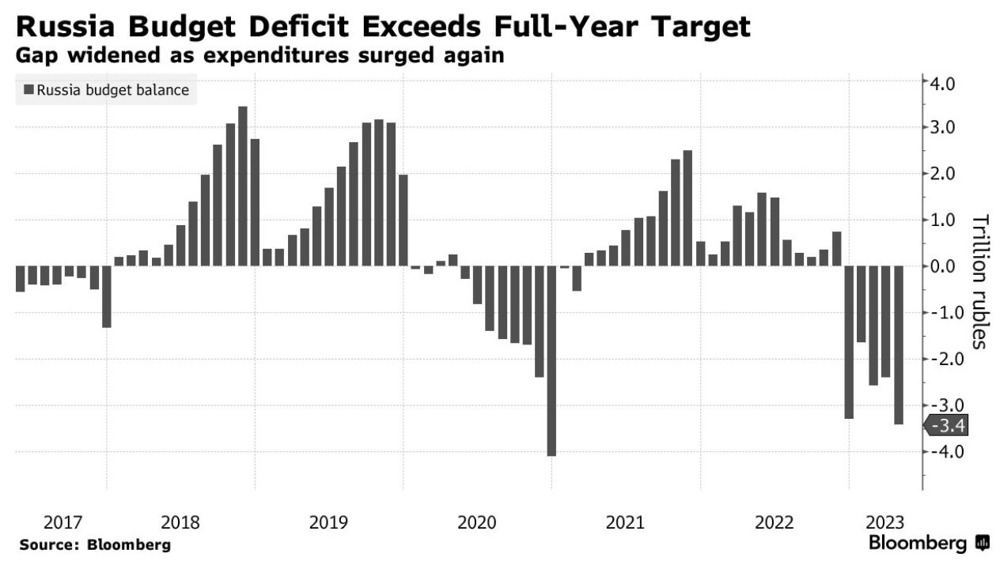 Russia Budget Deficit Exceeds Full-Year Target
Gap widened as expenditures surged again
Russia budget balance
4.0
3.0
2.0
1.0
0.0
-1.0
-2.0
-3.0
-3.4
-4.0
Trillion rubles
2017 2018 2019 2020 2021 2022 2023
Source: Bloomberg
Bloomberg